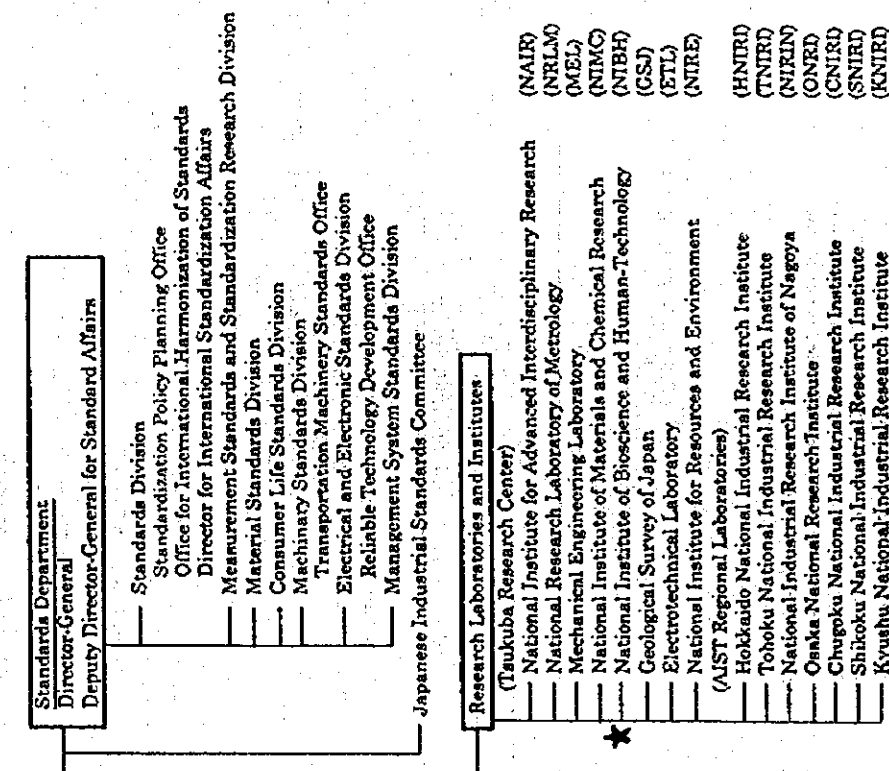 Standards Department
Director-General
Deputy Director-General for Standard Affairs
Standards Division
Standardization Policy Planning Office
Office for International Harmonization of Standards
Director for International Standardization Affairs
Measurement Standards and Standardization Research Division
Material Standards Division
Consumer Life Standards Division
Machinary Standards Division
Transportation Machinery Standards Office
Electrical and Electronic Standards Division
Reliable Technology Development Office
Management System Standards Division
Japanese Industrial Standards Committee
Research Laboratories and Institutes
(Tsukuba Research Center)
National Institute for Advanced Interdisciplinary Research (NAIR)
National Research Laboratory of Metrology (NRLM)
Mechanical Engineering Laboratory (MEL)
National Institute of Materials and Chemical Research (NIMC)
★ National Institute of Bioscience and Human-Technology (NIBH)
Geological Survey of Japan (GSJ)
Electrotechnical Laboratory (ETL)
National Institute for Resources and Environment (NIRE)
(AIST Regional Laboratories)
Hokkaido National Industrial Research Institute (HNIRI)
Tohoku National Industrial Research Institute (TNIRI)
National Industrial Research Institute of Nagoya (NIRIN)
Osaka National Research Institute (ONRI)
Chugoku National Industrial Research Institute (CNIRI)
Shikoku National Industrial Research Institute (SNIRI)
Kyushu National Industrial Research Institute (KNIRI)